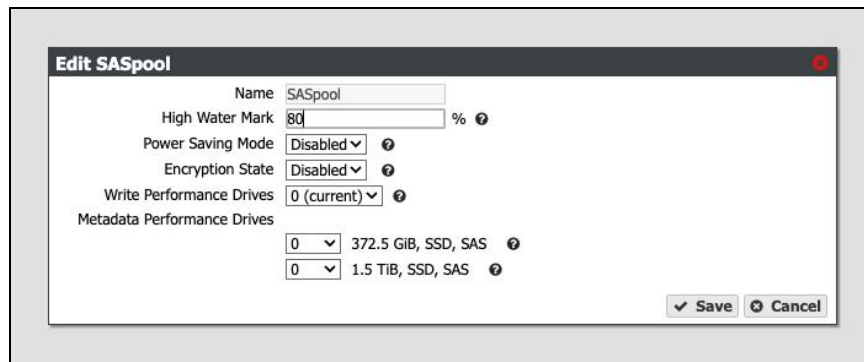 Edit SASpool
Name SASpool
High Water Mark 80 %
Power Saving Mode Disabled
Encryption State Disabled
Write Performance Drives 0 (current)
Metadata Performance Drives
0 372.5 GiB, SSD, SAS
0 1.5 TiB, SSD, SAS
Save Cancel